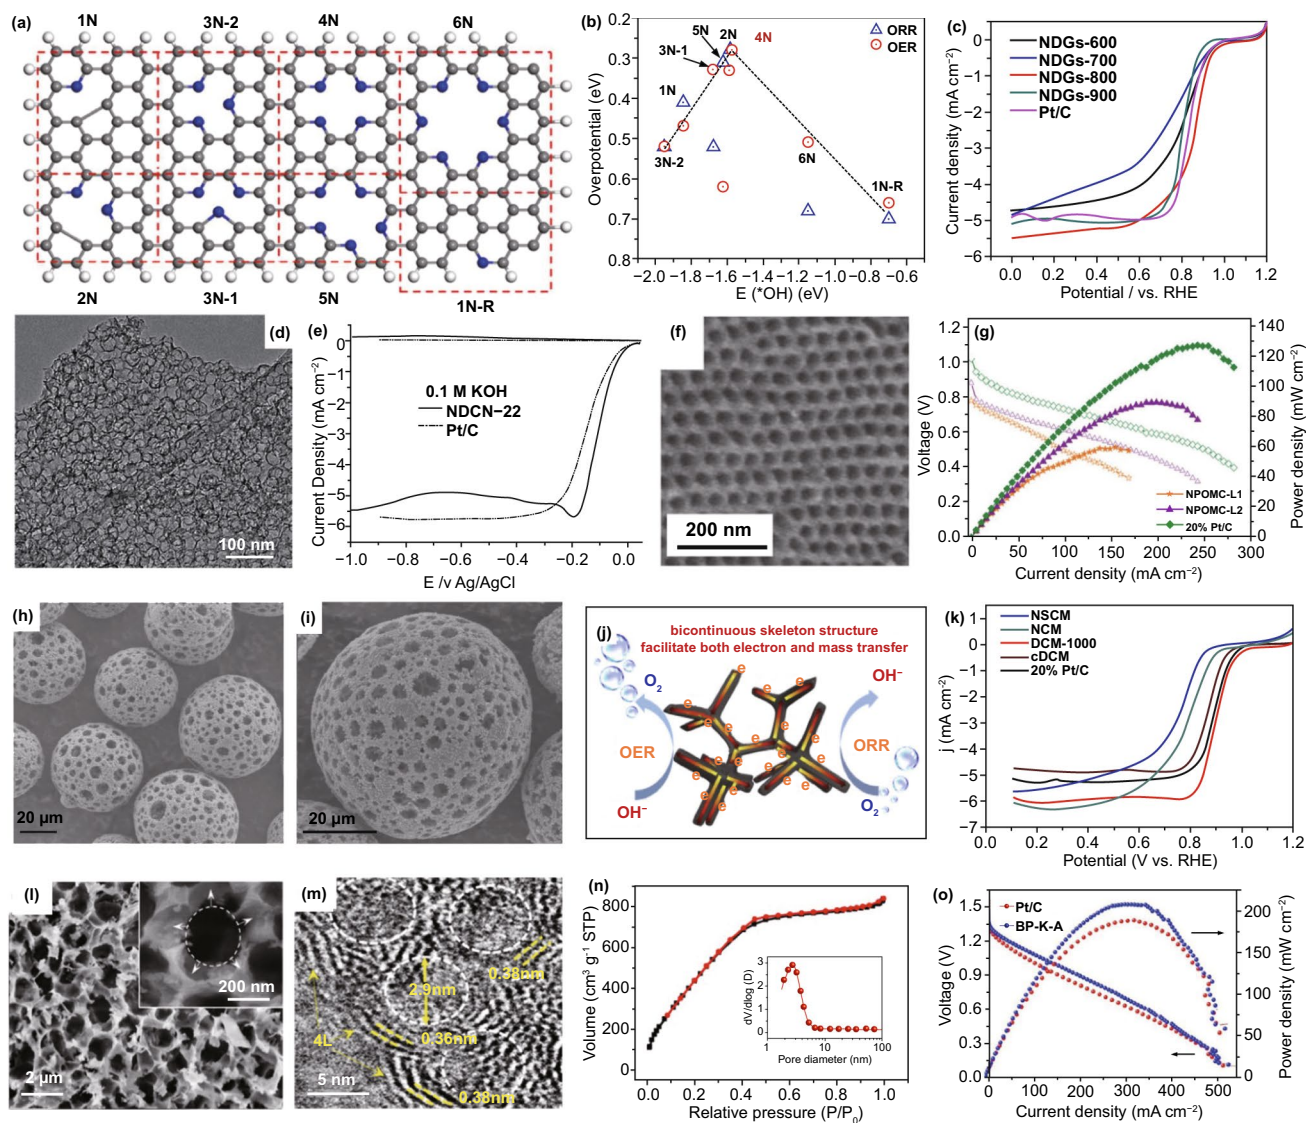 (a)
1N
3N-2
4N
6N
2N
3N-1
5N
1N-R
(b)
0.2
0.3
0.4
0.5
0.6
0.7
0.8
Overpotential (eV)
5N
2N
4N
3N-1
1N
3N-2
6N
1N-R
ORR
OER
−2.0
−1.8
−1.6
−1.4
−1.2
−1.0
−0.8
−0.6
E (*OH) (eV)
(c)
0
−1
−2
−3
−4
−5
−6
Current density (mA cm⁻²)
NDGs-600
NDGs-700
NDGs-800
NDGs-900
Pt/C
0.0
0.2
0.4
0.6
0.8
1.0
1.2
Potential / vs. RHE
(d)
100 nm
(e)
0
−1
−2
−3
−4
−5
−6
Current Density (mA cm⁻²)
0.1 M KOH
NDCN−22
Pt/C
−1.0
−0.8
−0.6
−0.4
−0.2
0.0
E /v Ag/AgCl
(f)
200 nm
(g)
1.2
1.0
0.8
0.6
0.4
0.2
0.0
Voltage (V)
NPOMC-L1
NPOMC-L2
20% Pt/C
140
120
100
80
60
40
20
0
Power density (mW cm⁻²)
0
50
100
150
200
250
300
Current density (mA cm⁻²)
(h)
20 µm
(i)
20 µm
(j)
bicontinuous skeleton structure
facilitate both electron and mass transfer
O₂
OER
OH⁻
e e e e e e e e e e e e e e e
OH⁻
ORR
O₂
(k)
1
0
−1
−2
−3
−4
−5
−6
−7
j (mA cm⁻²)
NSCM
NCM
DCM-1000
cDCM
20% Pt/C
0.0
0.2
0.4
0.6
0.8
1.0
1.2
Potential (V vs. RHE)
(l)
200 nm
2 µm
(m)
0.38nm
2.9nm
4L
0.36nm
5 nm
0.38nm
(n)
800
600
400
200
0
Volume (cm³ g⁻¹ STP)
3
2
1
0
dV/dlog (D)
1
10
100
Pore diameter (nm)
0.0
0.2
0.4
0.6
0.8
1.0
Relative pressure (P/P₀)
(o)
1.5
1.2
0.9
0.6
0.3
0.0
Voltage (V)
Pt/C
BP-K-A
200
150
100
50
0
Power density (mW cm⁻²)
0
100
200
300
400
500
Current density (mA cm⁻²)